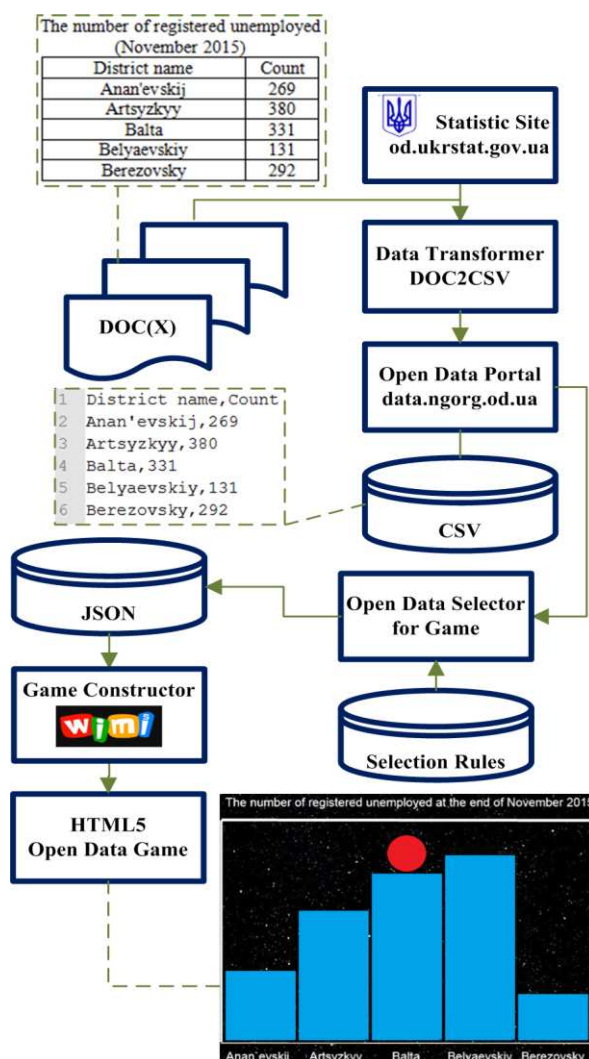 The number of registered unemployed
(November 2015)
District name Count
Anan'evskij 269
Artsyzkyy 380
Balta 331
Belyaevskiy 131
Berezovsky 292
Statistic Site
od.ukrstat.gov.ua
Data Transformer
DOC2CSV
DOC(X)
Open Data Portal
data.ngorg.od.ua
1 District name,Count
2 Anan'evskij,269
3 Artsyzkyy,380
4 Balta,331
5 Belyaevskiy,131
6 Berezovsky,292
CSV
JSON
Open Data Selector
for Game
Game Constructor
wimi5
Selection Rules
HTML5
Open Data Game
The number of registered unemployed at the end of November 2015
Anan`evskij Artsyzkyy Balta Belyaevskiy Berezovsky